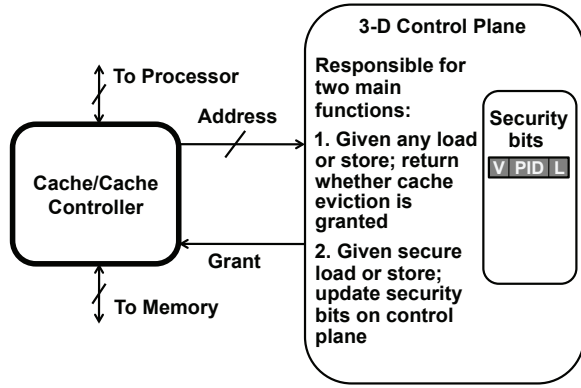 3-D Control Plane
To Processor
Address
Cache/Cache
Controller
Grant
To Memory
Responsible for
two main
functions:
1. Given any load
or store; return
whether cache
eviction is
granted
2. Given secure
load or store;
update security
bits on control
plane
Security
bits
V PID L